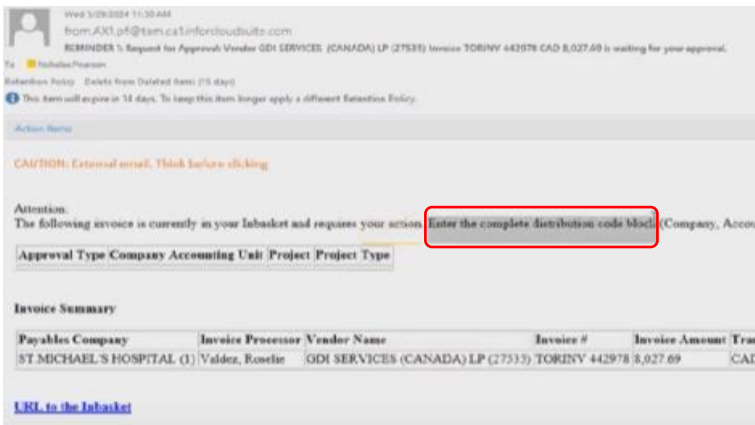 Wed 5/29/2024 11:30 AM
from.AX1.pfi@tam.ca1.inforcloudsuite.com
REMINDER 1: Request for Approval: Vendor GDI SERVICES (CANADA) LP (27535) Invoice TORINV 442978 CAD 8,027.69 is waiting for your approval.
To Nicholas Pearson
Retention Policy Delete from Deleted Items (15 days)
This item will expire in 14 days. To keep this item longer apply a different Retention Policy.
Action Items
CAUTION: External email. Think before clicking
Attention:
The following invoice is currently in your Inbasket and requires your action. Enter the complete distribution code block (Company, Accou
Approval Type Company Accounting Unit Project Project Type
Invoice Summary
Payables Company Invoice Processor Vendor Name Invoice # Invoice Amount Tran
ST.MICHAEL'S HOSPITAL (1) Valdez, Roselie GDI SERVICES (CANADA) LP (27535) TORINV 442978 8,027.69 CAD
URL to the Inbasket